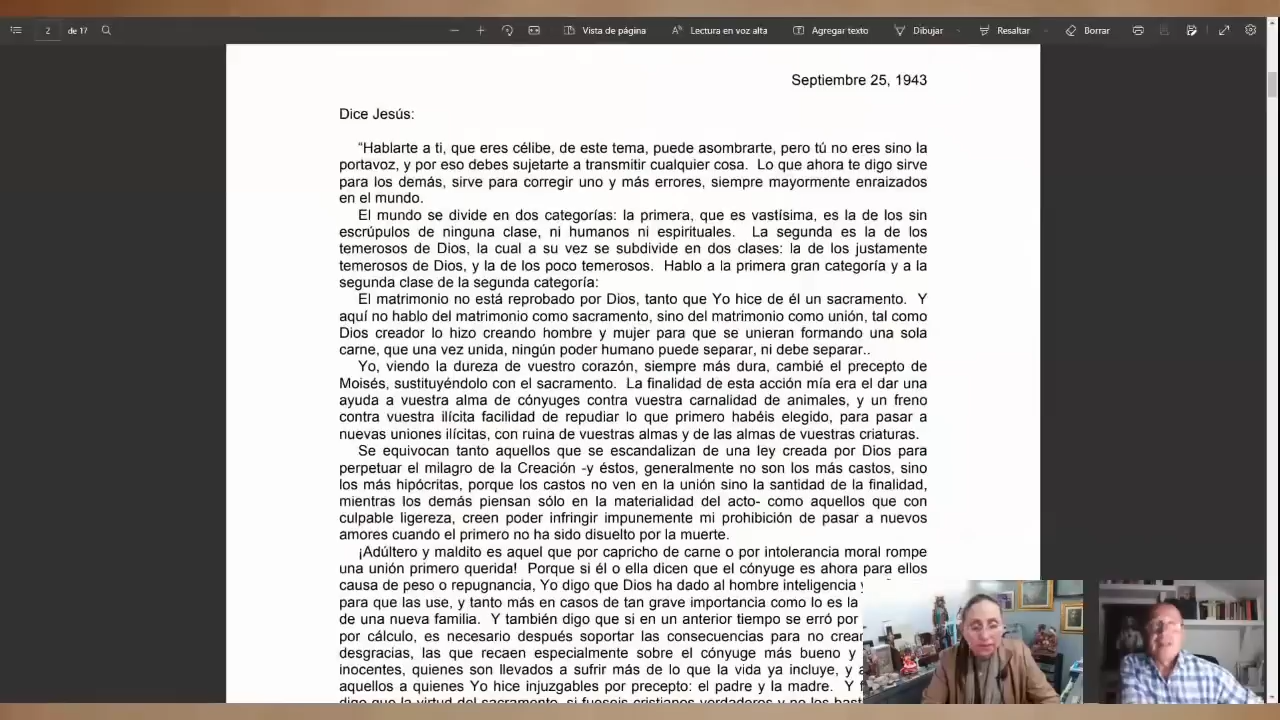 2 de 17 Vista de página Lectura en voz alta Agregar texto Dibujar Resaltar Borrar
Septiembre 25, 1943
Dice Jesús:
“Hablarte a ti, que eres célibe, de este tema, puede asombrarte, pero tú no eres sino la
portavoz, y por eso debes sujetarte a transmitir cualquier cosa. Lo que ahora te digo sirve
para los demás, sirve para corregir uno y más errores, siempre mayormente enraizados
en el mundo.
El mundo se divide en dos categorías: la primera, que es vastísima, es la de los sin
escrúpulos de ninguna clase, ni humanos ni espirituales. La segunda es la de los
temerosos de Dios, la cual a su vez se subdivide en dos clases: la de los justamente
temerosos de Dios, y la de los poco temerosos. Hablo a la primera gran categoría y a la
segunda clase de la segunda categoría:
El matrimonio no está reprobado por Dios, tanto que Yo hice de él un sacramento. Y
aquí no hablo del matrimonio como sacramento, sino del matrimonio como unión, tal como
Dios creador lo hizo creando hombre y mujer para que se unieran formando una sola
carne, que una vez unida, ningún poder humano puede separar, ni debe separar..
Yo, viendo la dureza de vuestro corazón, siempre más dura, cambié el precepto de
Moisés, sustituyéndolo con el sacramento. La finalidad de esta acción mía era el dar una
ayuda a vuestra alma de cónyuges contra vuestra carnalidad de animales, y un freno
contra vuestra ilícita facilidad de repudiar lo que primero habéis elegido, para pasar a
nuevas uniones ilícitas, con ruina de vuestras almas y de las almas de vuestras criaturas.
Se equivocan tanto aquellos que se escandalizan de una ley creada por Dios para
perpetuar el milagro de la Creación -y éstos, generalmente no son los más castos, sino
los más hipócritas, porque los castos no ven en la unión sino la santidad de la finalidad,
mientras los demás piensan sólo en la materialidad del acto- como aquellos que con
culpable ligereza, creen poder infringir impunemente mi prohibición de pasar a nuevos
amores cuando el primero no ha sido disuelto por la muerte.
¡Adúltero y maldito es aquel que por capricho de carne o por intolerancia moral rompe
una unión primero querida! Porque si él o ella dicen que el cónyuge es ahora para ellos
causa de peso o repugnancia, Yo digo que Dios ha dado al hombre inteligencia y
para que las use, y tanto más en casos de tan grave importancia como lo es la
de una nueva familia. Y también digo que si en un anterior tiempo se erró por
por cálculo, es necesario después soportar las consecuencias para no crear
desgracias, las que recaen especialmente sobre el cónyuge más bueno y
inocentes, quienes son llevados a sufrir más de lo que la vida ya incluye, y a
aquellos a quienes Yo hice injuzgables por precepto: el padre y la madre. Y
digo que la virtud del sacramento, si fueseis cristianos verdaderos y no los